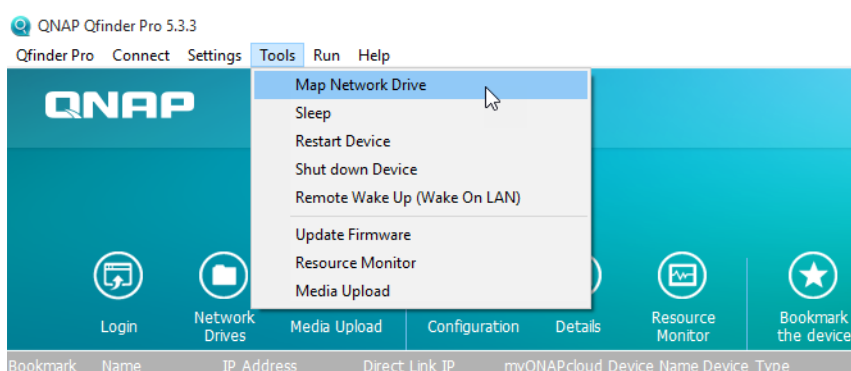 QNAP Qfinder Pro 5.3.3
Qfinder Pro Connect Settings Tools Run Help
QNAP
Map Network Drive
Sleep
Restart Device
Shut down Device
Remote Wake Up (Wake On LAN)
Update Firmware
Resource Monitor
Media Upload
Login
Network
Drives
Media Upload
Configuration
Details
Resource
Monitor
Bookmark
the device
Bookmark Name IP Address Direct Link IP myQNAPcloud Device Name Device Type